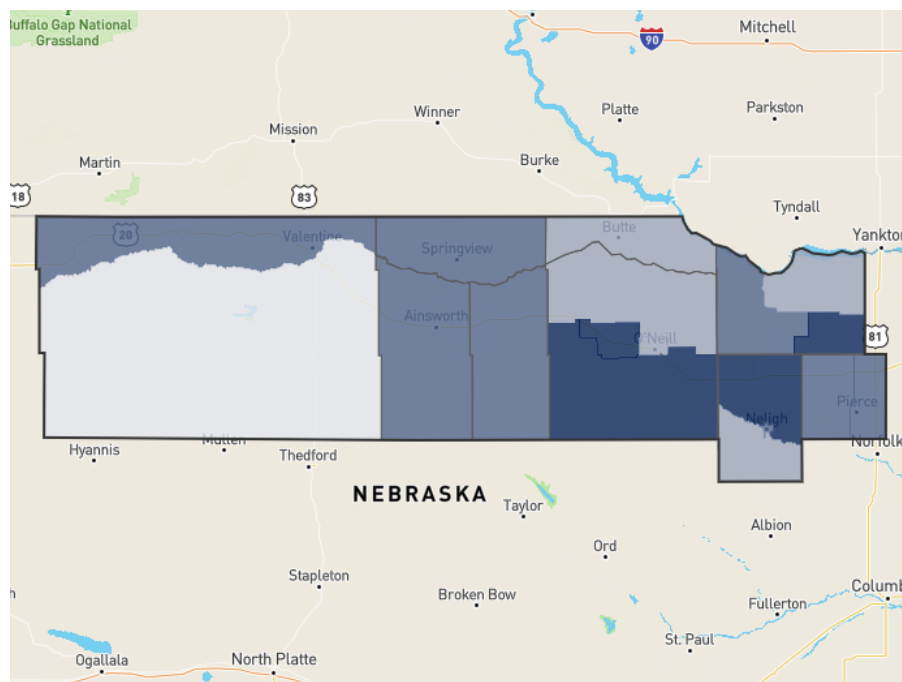 Buffalo Gap National
Grassland
90
Mitchell
Winner
Platte
Parkston
Mission
Martin
Burke
18
83
Tyndall
Butte
Yankton
20
Valentine
Springview
Ainsworth
O'Neill
81
Pierce
Neligh
Hyannis
Mullen
Thedford
Norfolk
NEBRASKA
Taylor
Albion
Ord
Stapleton
Broken Bow
Columb
Fullerton
St. Paul
Ogallala
North Platte